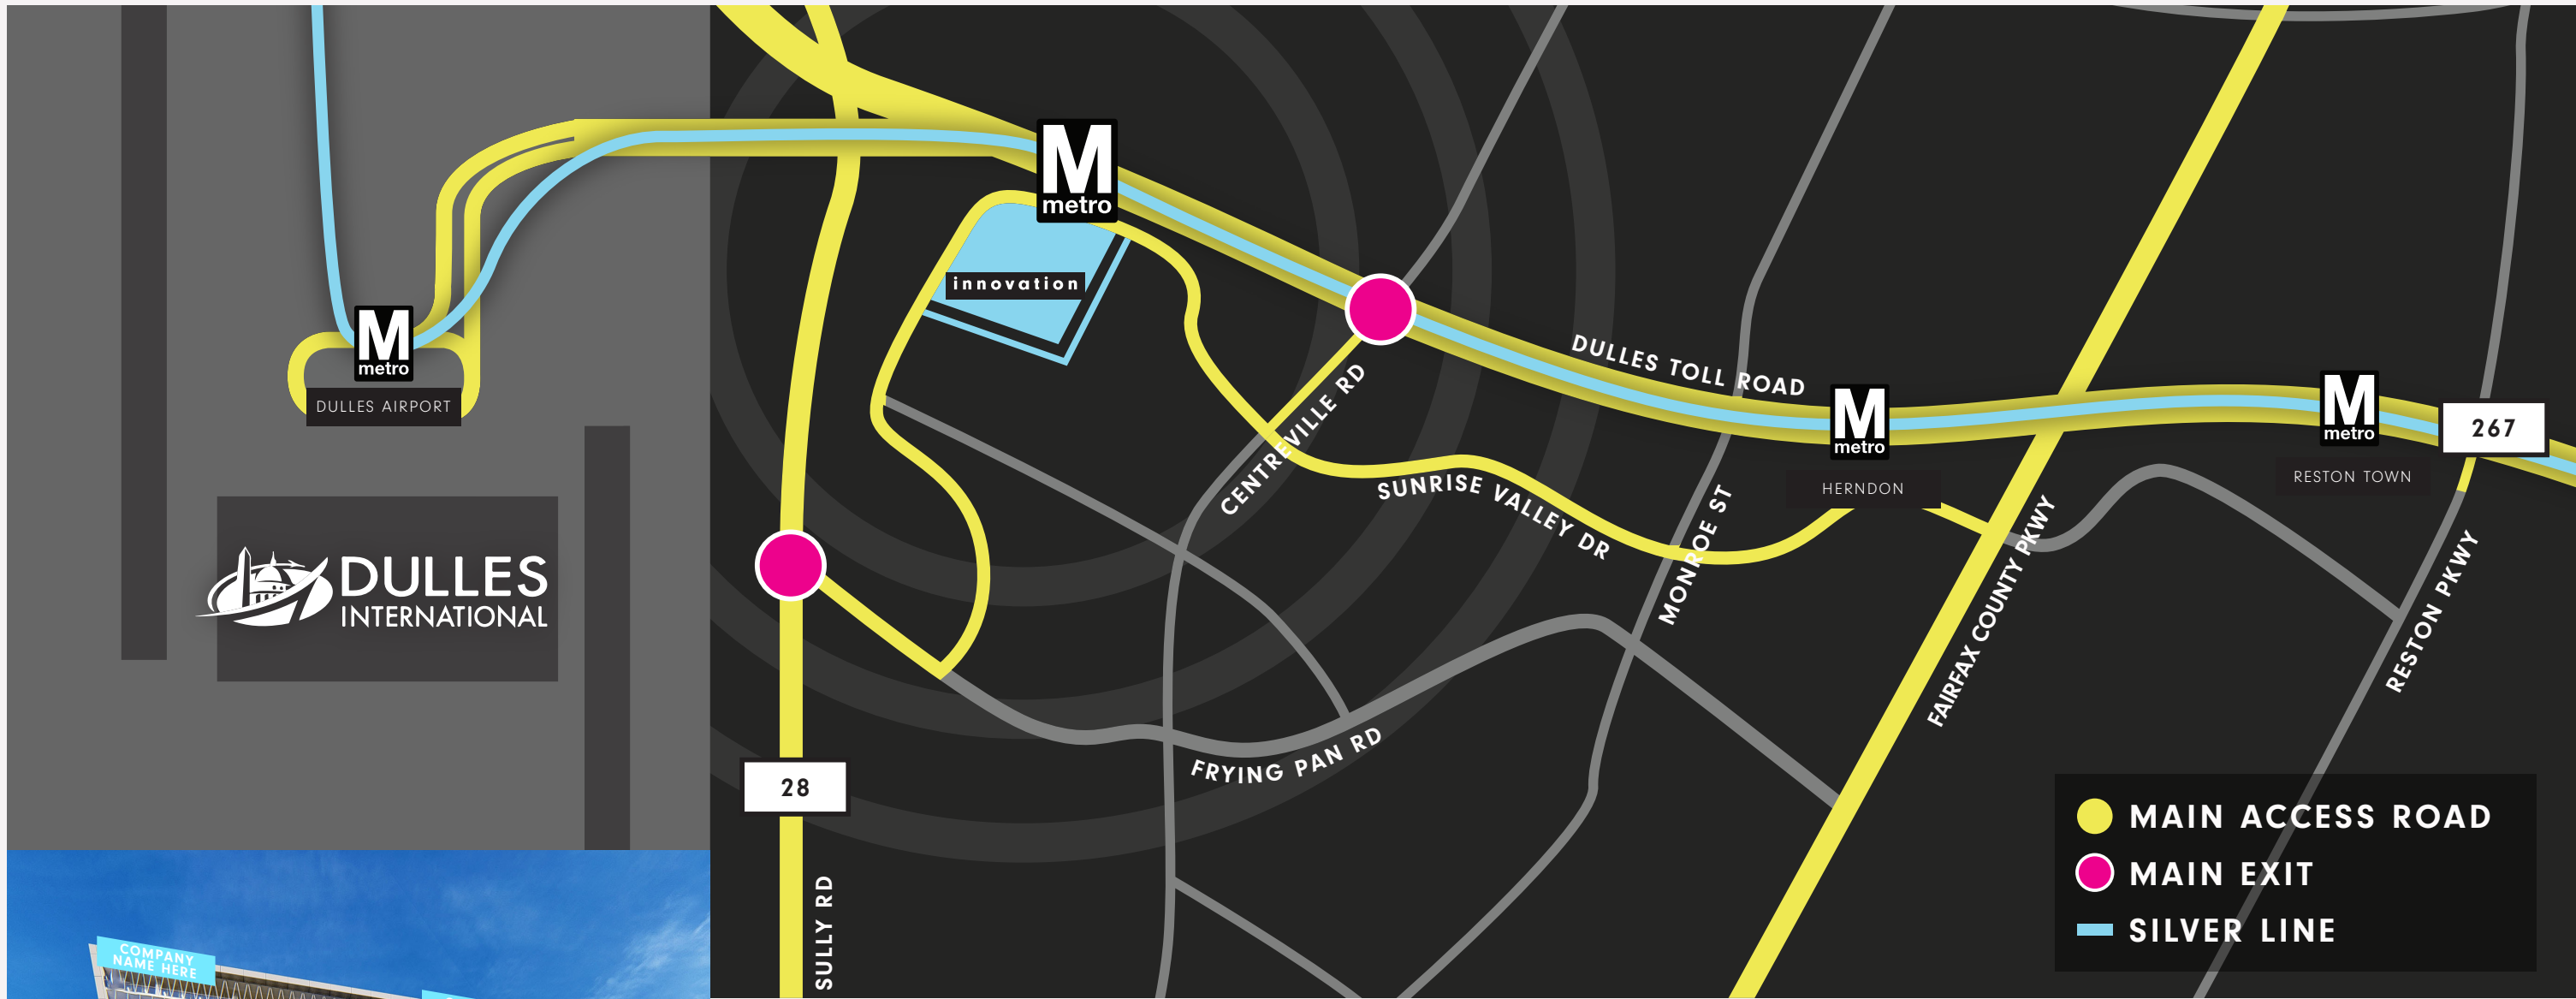 M
metro
innovation
M
metro
DULLES AIRPORT
DULLES TOLL ROAD
CENTREVILLE RD
SUNRISE VALLEY DR
M
metro
HERNDON
M
metro
RESTON TOWN
267
MONROE ST
FAIRFAX COUNTY PKWY
RESTON PKWY
DULLES
INTERNATIONAL
FRYING PAN RD
28
SULLY RD
MAIN ACCESS ROAD
MAIN EXIT
SILVER LINE
COMPANY
NAME HERE